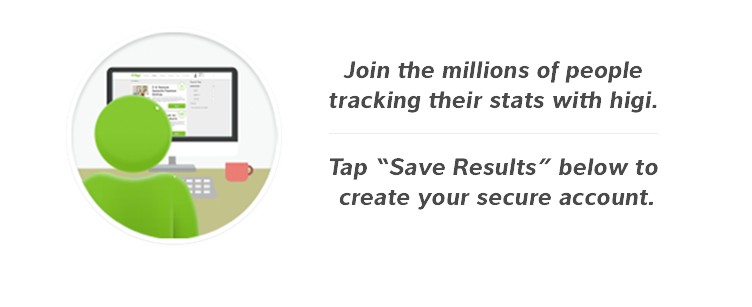 Join the millions of people
tracking their stats with higi.
Tap “Save Results” below to
create your secure account.